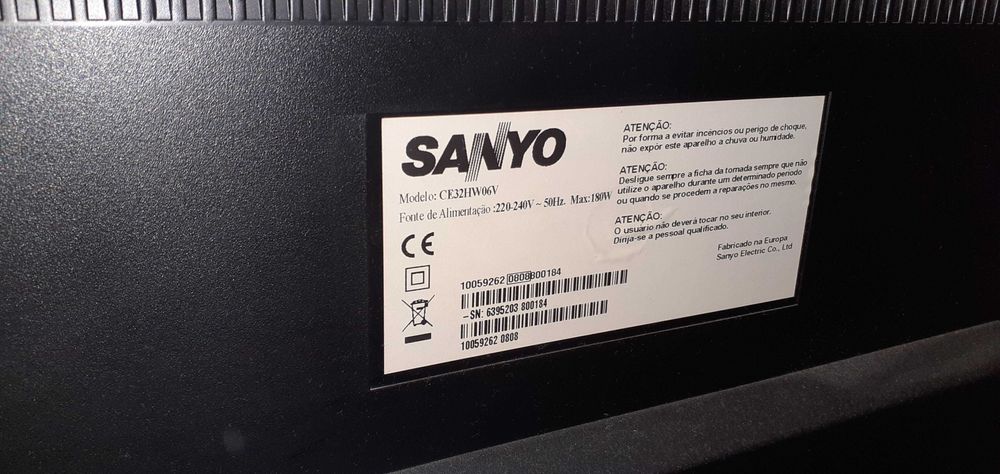 SANYO
Modelo: CE32HW06V
Fonte de Alimentação :220-240V ~ 50Hz. Max:180W
CE
10059262 0808800184
-SN: 6395203 800184
10059262 0808
ATENÇÃO:
Por forma a evitar incêncios ou perigo de choque,
não expór este aparelho a chuva ou humidade.
ATENÇÃO:
Desligue sempre a ficha da tomada sempre que não
utilize o aparelho durante um determinado periodo
ou quando se procedem a reparações no mesmo.
ATENÇÃO:
O usuario não deverá tocar no seu interior.
Dirija-se a pessoal qualificado.
Fabricado na Europa
Sanyo Electric Co., Ltd